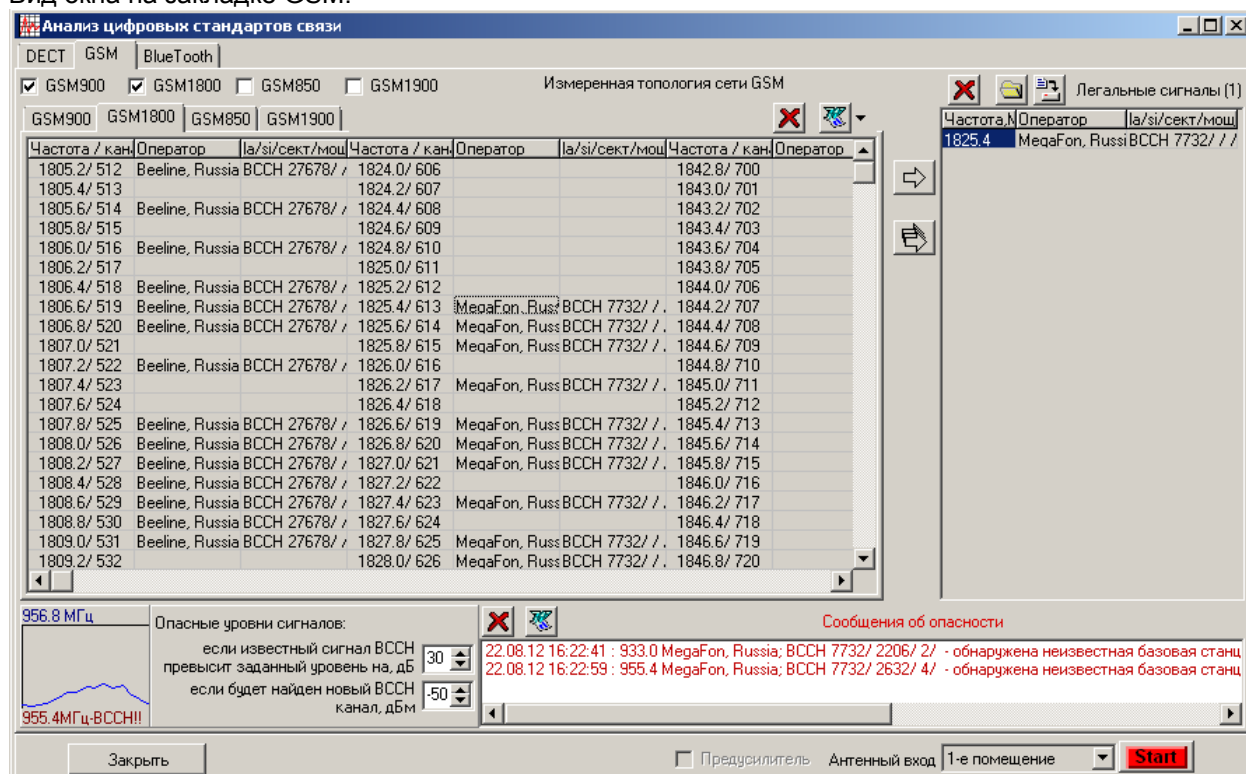 Вид окна на закладке GSM:
Анализ цифровых стандартов связи
DECT GSM BlueTooth
GSM900 GSM1800 GSM850 GSM1900 Измеренная топология сети GSM Легальные сигналы (1)
GSM900 GSM1800 GSM850 GSM1900
Частота,N Оператор la/si/сект/мощ
1825.4 MegaFon, Russi BCCH 7732/ / /
Частота / кан Оператор la/si/сект/мощ Частота / кан Оператор la/si/сект/мощ Частота / кан Оператор
1805.2/ 512 Beeline, Russia BCCH 27678/ / 1824.0/ 606 1842.8/ 700
1805.4/ 513 1824.2/ 607 1843.0/ 701
1805.6/ 514 Beeline, Russia BCCH 27678/ / 1824.4/ 608 1843.2/ 702
1805.8/ 515 1824.6/ 609 1843.4/ 703
1806.0/ 516 Beeline, Russia BCCH 27678/ / 1824.8/ 610 1843.6/ 704
1806.2/ 517 1825.0/ 611 1843.8/ 705
1806.4/ 518 Beeline, Russia BCCH 27678/ / 1825.2/ 612 1844.0/ 706
1806.6/ 519 Beeline, Russia BCCH 27678/ / 1825.4/ 613 MegaFon, Russ BCCH 7732/ / . 1844.2/ 707
1806.8/ 520 Beeline, Russia BCCH 27678/ / 1825.6/ 614 MegaFon, Russ BCCH 7732/ / . 1844.4/ 708
1807.0/ 521 1825.8/ 615 MegaFon, Russ BCCH 7732/ / . 1844.6/ 709
1807.2/ 522 Beeline, Russia BCCH 27678/ / 1826.0/ 616 1844.8/ 710
1807.4/ 523 1826.2/ 617 MegaFon, Russ BCCH 7732/ / . 1845.0/ 711
1807.6/ 524 1826.4/ 618 1845.2/ 712
1807.8/ 525 Beeline, Russia BCCH 27678/ / 1826.6/ 619 MegaFon, Russ BCCH 7732/ / . 1845.4/ 713
1808.0/ 526 Beeline, Russia BCCH 27678/ / 1826.8/ 620 MegaFon, Russ BCCH 7732/ / . 1845.6/ 714
1808.2/ 527 Beeline, Russia BCCH 27678/ / 1827.0/ 621 MegaFon, Russ BCCH 7732/ / . 1845.8/ 715
1808.4/ 528 Beeline, Russia BCCH 27678/ / 1827.2/ 622 1846.0/ 716
1808.6/ 529 Beeline, Russia BCCH 27678/ / 1827.4/ 623 MegaFon, Russ BCCH 7732/ / . 1846.2/ 717
1808.8/ 530 Beeline, Russia BCCH 27678/ / 1827.6/ 624 1846.4/ 718
1809.0/ 531 Beeline, Russia BCCH 27678/ / 1827.8/ 625 MegaFon, Russ BCCH 7732/ / . 1846.6/ 719
1809.2/ 532 1828.0/ 626 MegaFon, Russ BCCH 7732/ / . 1846.8/ 720
956.8 МГц
955.4МГц-BCCH!!
Опасные уровни сигналов:
если известный сигнал BCCH
превысит заданный уровень на, дБ 30
если будет найден новый BCCH
канал, дБм -50
Сообщения об опасности
22.08.12 16:22:41 : 933.0 MegaFon, Russia; BCCH 7732/ 2206/ 2/ - обнаружена неизвестная базовая станц
22.08.12 16:22:59 : 955.4 MegaFon, Russia; BCCH 7732/ 2632/ 4/ - обнаружена неизвестная базовая станц
Закрыть Предусилитель Антенный вход 1-е помещение Start